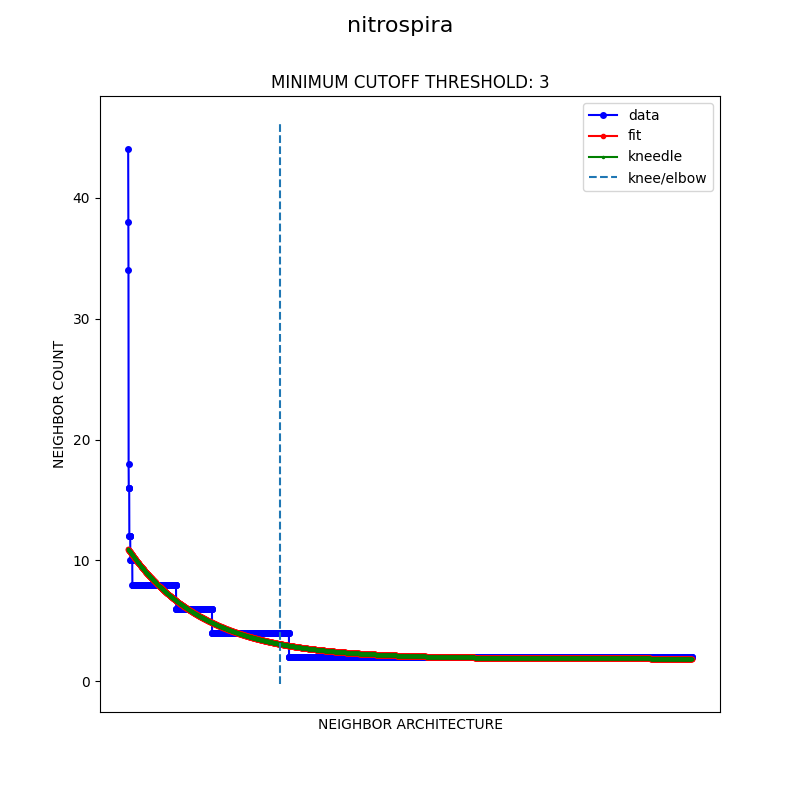 nitrospira
MINIMUM CUTOFF THRESHOLD: 3
data
fit
kneedle
knee/elbow
NEIGHBOR COUNT
40
30
20
10
0
NEIGHBOR ARCHITECTURE